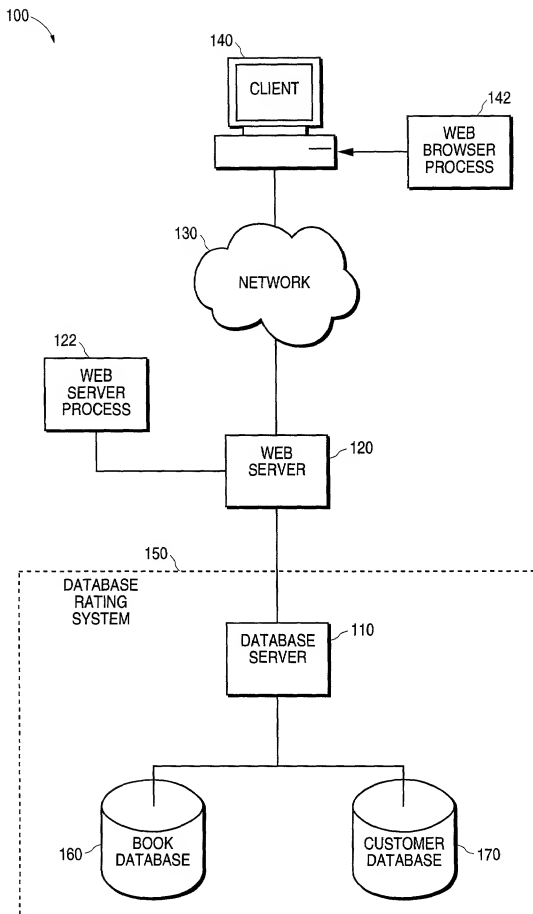 100
140
CLIENT
142
WEB
BROWSER
PROCESS
130
NETWORK
122
WEB
SERVER
PROCESS
WEB
SERVER
120
150
DATABASE
RATING
SYSTEM
DATABASE
SERVER
110
BOOK
DATABASE
160
CUSTOMER
DATABASE
170